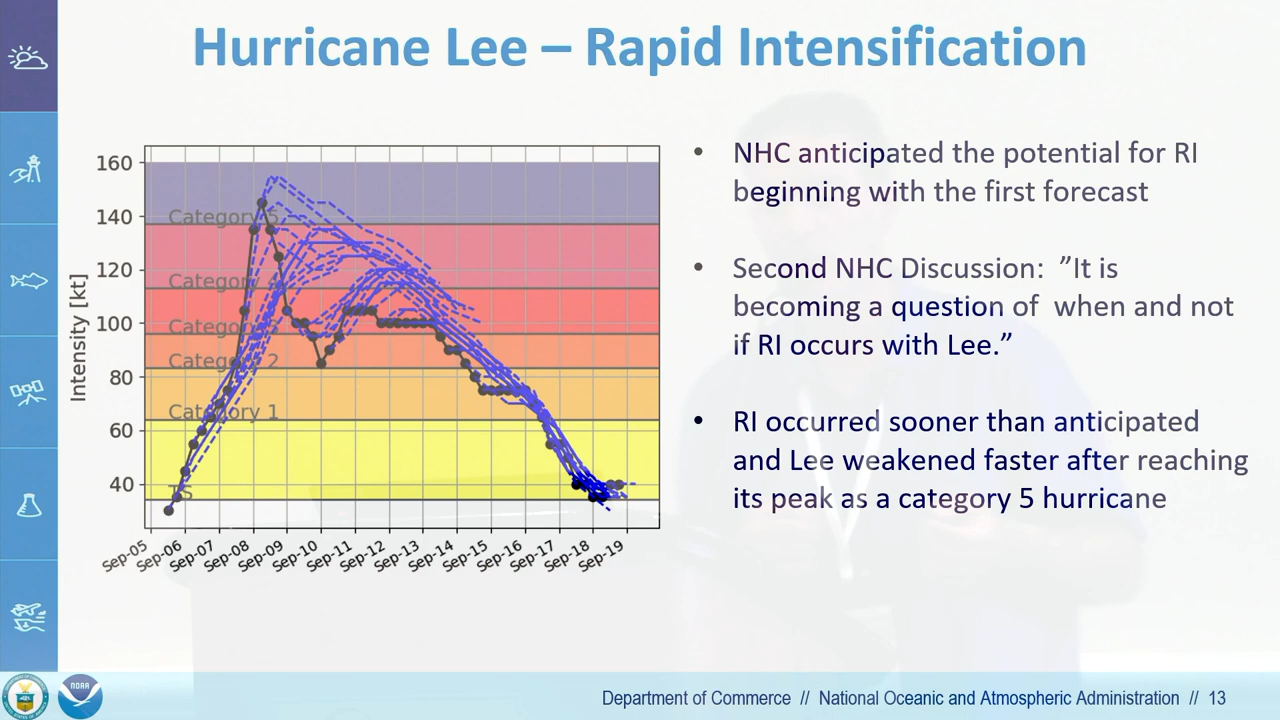 Hurricane Lee – Rapid Intensification
160
140
120
100
80
60
40
Intensity [kt]
Category 5
Category 4
Category 3
Category 2
Category 1
TS
Sep-05
Sep-06
Sep-07
Sep-08
Sep-09
Sep-10
Sep-11
Sep-12
Sep-13
Sep-14
Sep-15
Sep-16
Sep-17
Sep-18
Sep-19
• NHC anticipated the potential for RI
beginning with the first forecast
• Second NHC Discussion: ”It is
becoming a question of when and not
if RI occurs with Lee.”
• RI occurred sooner than anticipated
and Lee weakened faster after reaching
its peak as a category 5 hurricane
NOAA
Department of Commerce // National Oceanic and Atmospheric Administration // 13